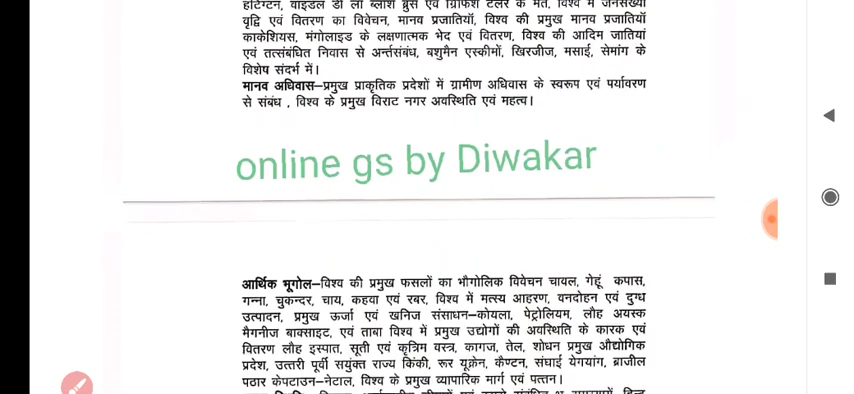 हंटिंग्टन, वाइडल डी ला ब्लाश ब्रुंस एवं ग्रिफिश टेलर के मत, विश्व में जनसंख्या
वृद्वि एवं वितरण का विवेचन, मानव प्रजातियॉ, विश्व की प्रमुख मानव प्रजातियॉ
काकेशियस, मंगोलाइड के लक्षणात्मक भेद एवं वितरण, विश्व की आदिम जातियां
एवं तत्संबंधित निवास से अर्न्तसंबंध, बशुमैन एस्कीमों, खिरजीज, मसाई, सेमांग के
विशेष संदर्भ में।
मानव अधिवास–प्रमुख प्राकृतिक प्रदेशों में ग्रामीण अधिवास के स्वरूप एवं पर्यावरण
से संबंध , विश्व के प्रमुख विराट नगर अवस्थिति एवं महत्व।
online gs by Diwakar
आर्थिक भूगोल–विश्व की प्रमुख फसलों का भौगोलिक विवेचन चावल, गेहूं कपास,
गन्ना, चुकन्दर, चाय, कहवा एवं रबर, विश्व में मत्स्य आहरण, वनदोहन एवं दुग्ध
उत्पादन, प्रमुख ऊर्जा एवं खनिज संसाधन–कोयला, पेट्रोलियम, लौह अयस्क
मैगनीज बाक्साइट, एवं ताबा विश्व में प्रमुख उद्योगों की अवस्थिति के कारक एवं
वितरण लौह इस्पात, सूती एवं कृत्रिम वस्त्र, कागज, तेल, शोधन प्रमुख औद्योगिक
प्रदेश, उत्तरी पूर्वी सयुंक्त राज्य किंकी, रूर यूक्रेन, कैण्टन, संघाई येगयांग, ब्राजील
पठार केपटाउन–नेटाल, विश्व के प्रमुख व्यापारिक मार्ग एवं पत्तन।